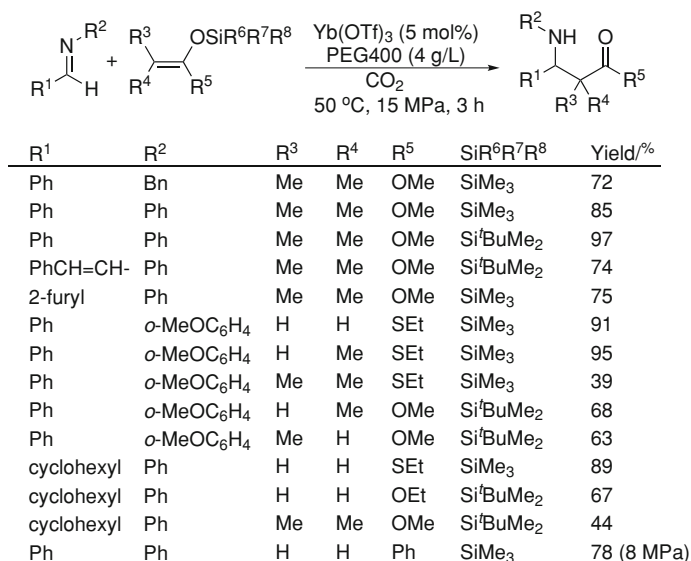 R² N R¹ H + R³ R⁴ OSiR⁶R⁷R⁸ R⁵
Yb(OTf)₃ (5 mol%)
PEG400 (4 g/L)
CO₂
50 °C, 15 MPa, 3 h
R² NH O R¹ R³ R⁴ R⁵
R¹ R² R³ R⁴ R⁵ SiR⁶R⁷R⁸ Yield/%
Ph Bn Me Me OMe SiMe₃ 72
Ph Ph Me Me OMe SiMe₃ 85
Ph Ph Me Me OMe SiᵗBuMe₂ 97
PhCH=CH- Ph Me Me OMe SiᵗBuMe₂ 74
2-furyl Ph Me Me OMe SiMe₃ 75
Ph o-MeOC₆H₄ H H SEt SiMe₃ 91
Ph o-MeOC₆H₄ H Me SEt SiMe₃ 95
Ph o-MeOC₆H₄ Me Me SEt SiMe₃ 39
Ph o-MeOC₆H₄ H Me OMe SiᵗBuMe₂ 68
Ph o-MeOC₆H₄ Me H OMe SiᵗBuMe₂ 63
cyclohexyl Ph H H SEt SiMe₃ 89
cyclohexyl Ph H H OEt SiᵗBuMe₂ 67
cyclohexyl Ph Me Me OMe SiᵗBuMe₂ 44
Ph Ph H H Ph SiMe₃ 78 (8 MPa)